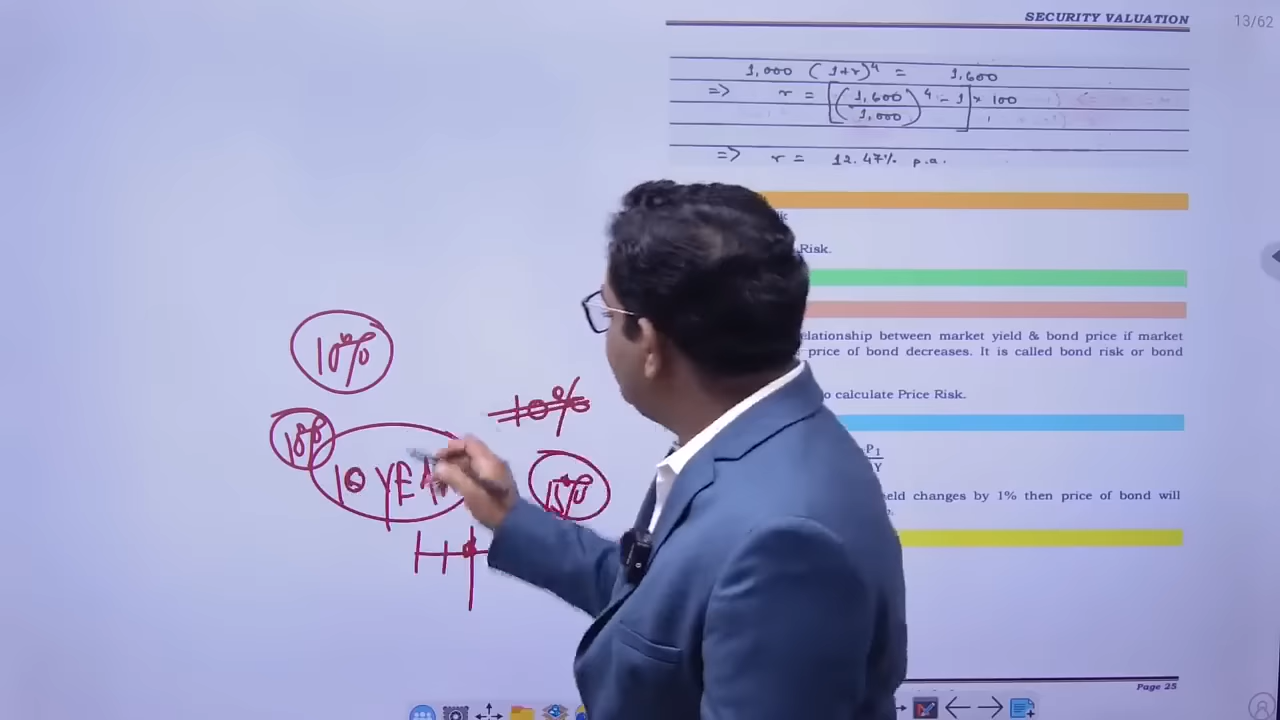 SECURITY VALUATION
13/62
1,000 (1+r)^4 = 1,600
=> r = [(1,600/1,000)^4 - 1] × 100
=> r = 12.47% p.a.
Risk.
elationship between market yield & bond price if market
price of bond decreases. It is called bond risk or bond
o calculate Price Risk.
P1
Y
eld changes by 1% then price of bond will
10%
10%
10%
10 YEA
15%
Page 25